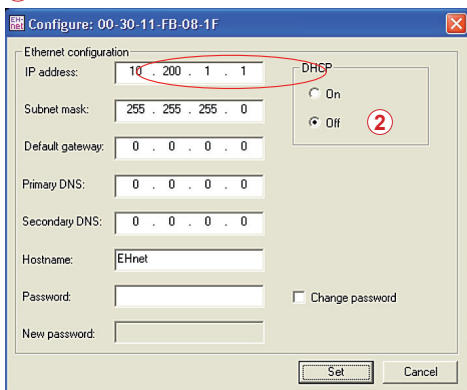 EH-net Configure: 00-30-11-FB-08-1F
Ethernet configuration
IP address: 10 . 200 . 1 . 1
DHCP
On
Subnet mask: 255 . 255 . 255 . 0
Off
2
Default gateway: 0 . 0 . 0 . 0
Primary DNS: 0 . 0 . 0 . 0
Secondary DNS: 0 . 0 . 0 . 0
Hostname: EHnet
Password:
Change password
New password:
Set Cancel